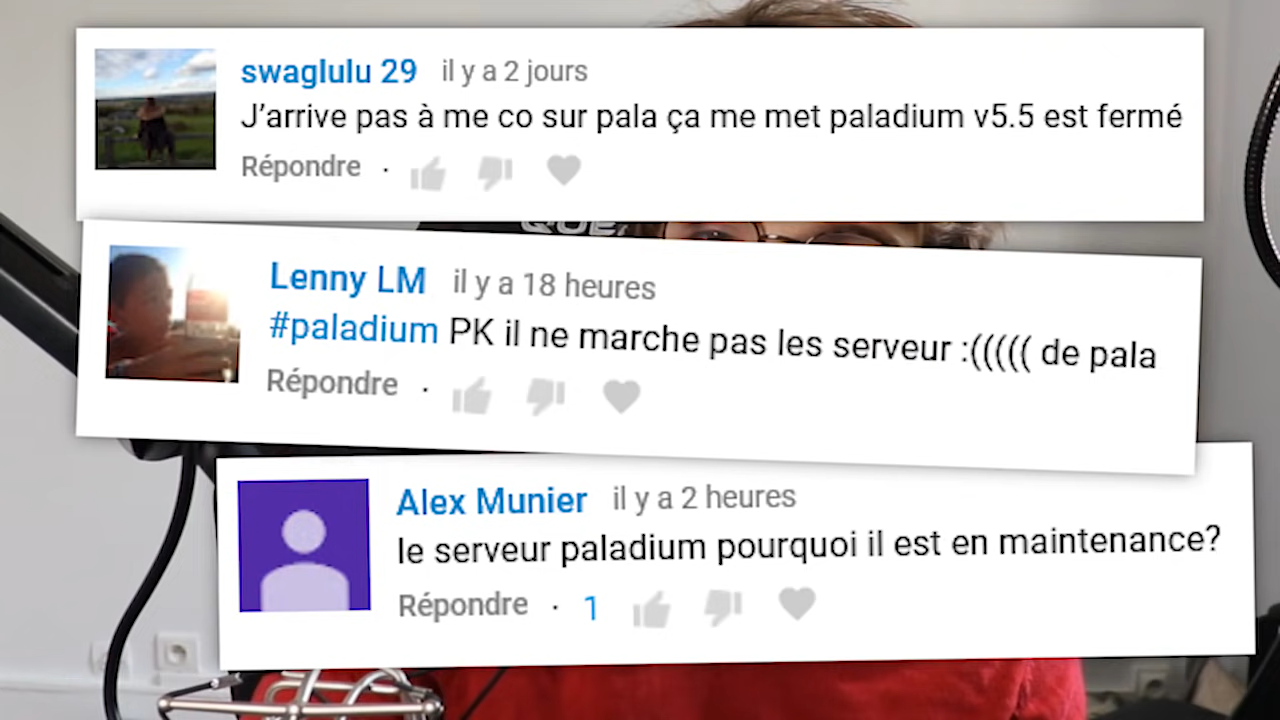 swaglulu 29 il y a 2 jours
J’arrive pas à me co sur pala ça me met paladium v5.5 est fermé
Répondre ·
Lenny LM il y a 18 heures
#paladium PK il ne marche pas les serveur :((((( de pala
Répondre ·
Alex Munier il y a 2 heures
le serveur paladium pourquoi il est en maintenance?
Répondre · 1